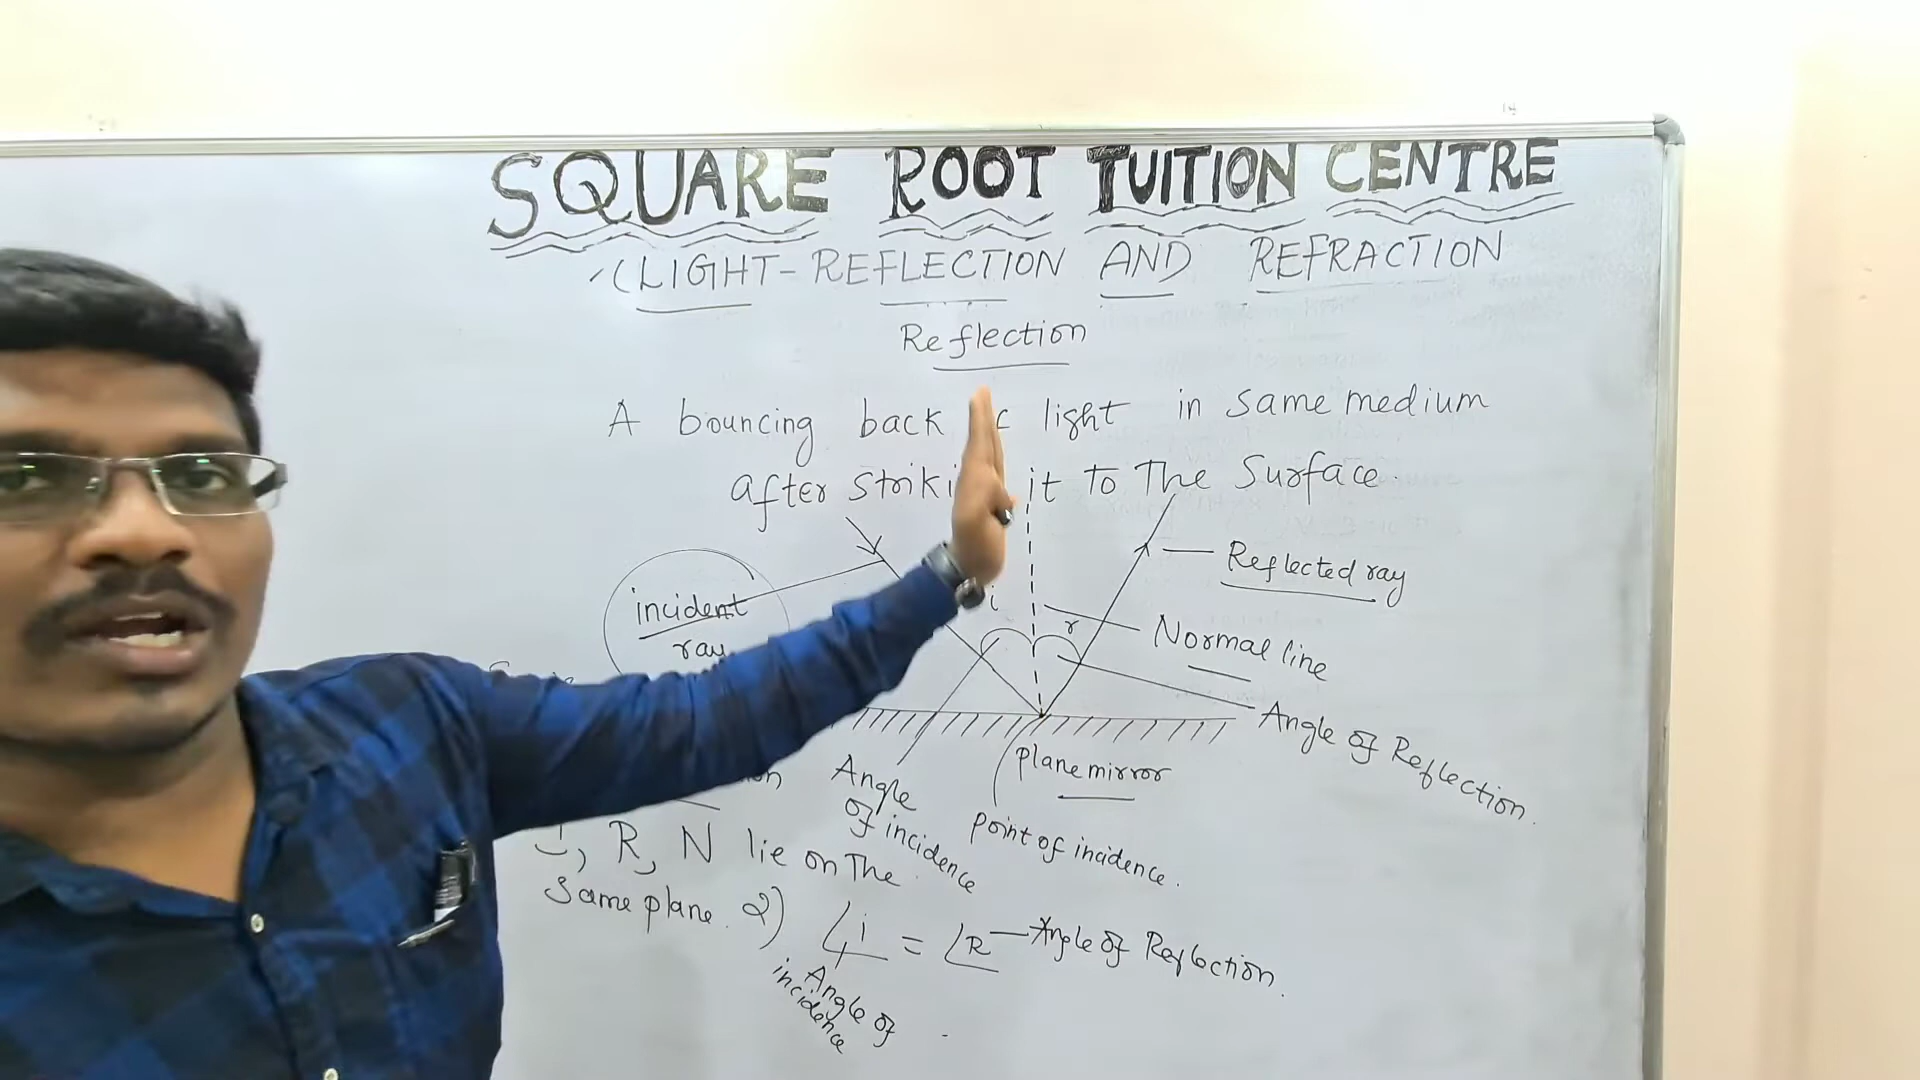 SQUARE ROOT TUITION CENTRE
LIGHT-REFLECTION AND REFRACTION
Reflection
A bouncing back light in same medium
after it to The Surface.
incident
ray
i
r
Reflected ray
Normal line
Angle of Reflection.
plane mirror
Angle
of incidence
point of incidence.
R, N lie on The
Same plane. 2) ∠i = ∠R — Angle of Reflection.
Angle of
incidence